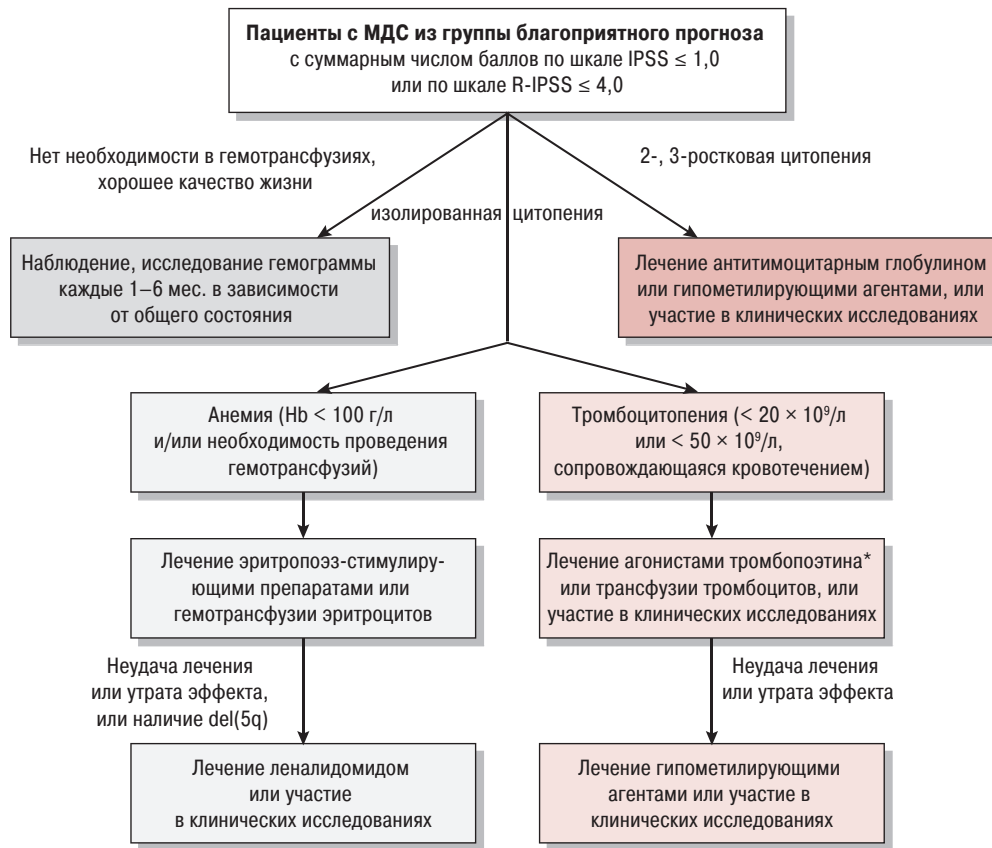 Пациенты с МДС из группы благоприятного прогноза
с суммарным числом баллов по шкале IPSS ≤ 1,0
или по шкале R-IPSS ≤ 4,0
Нет необходимости в гемотрансфузиях,
хорошее качество жизни
2-, 3-ростковая цитопения
изолированная цитопения
Наблюдение, исследование гемограммы
каждые 1–6 мес. в зависимости
от общего состояния
Лечение антитимоцитарным глобулином
или гипометилирующими агентами, или
участие в клинических исследованиях
Анемия (Hb < 100 г/л
и/или необходимость проведения
гемотрансфузий)
Тромбоцитопения (< 20 × 10⁹/л
или < 50 × 10⁹/л,
сопровождающаяся кровотечением)
Лечение эритропоэз-стимулиру-
ющими препаратами или
гемотрансфузии эритроцитов
Лечение агонистами тромбопоэтина*
или трансфузии тромбоцитов, или
участие в клинических исследованиях
Неудача лечения
или утрата эффекта,
или наличие del(5q)
Неудача лечения
или утрата эффекта
Лечение леналидомидом
или участие
в клинических исследованиях
Лечение гипометилирующими
агентами или участие в
клинических исследованиях